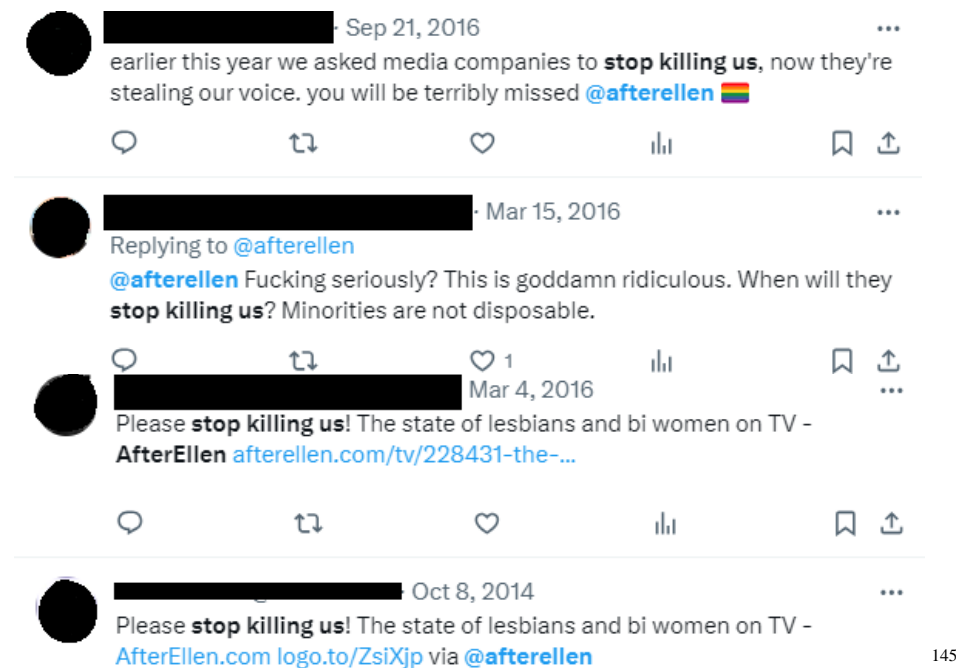 · Sep 21, 2016
earlier this year we asked media companies to stop killing us, now they're
stealing our voice. you will be terribly missed @afterellen
· Mar 15, 2016
Replying to @afterellen
@afterellen Fucking seriously? This is goddamn ridiculous. When will they
stop killing us? Minorities are not disposable.
1
Mar 4, 2016
Please stop killing us! The state of lesbians and bi women on TV -
AfterEllen afterellen.com/tv/228431-the-...
· Oct 8, 2014
Please stop killing us! The state of lesbians and bi women on TV -
AfterEllen.com logo.to/ZsiXjp via @afterellen
145